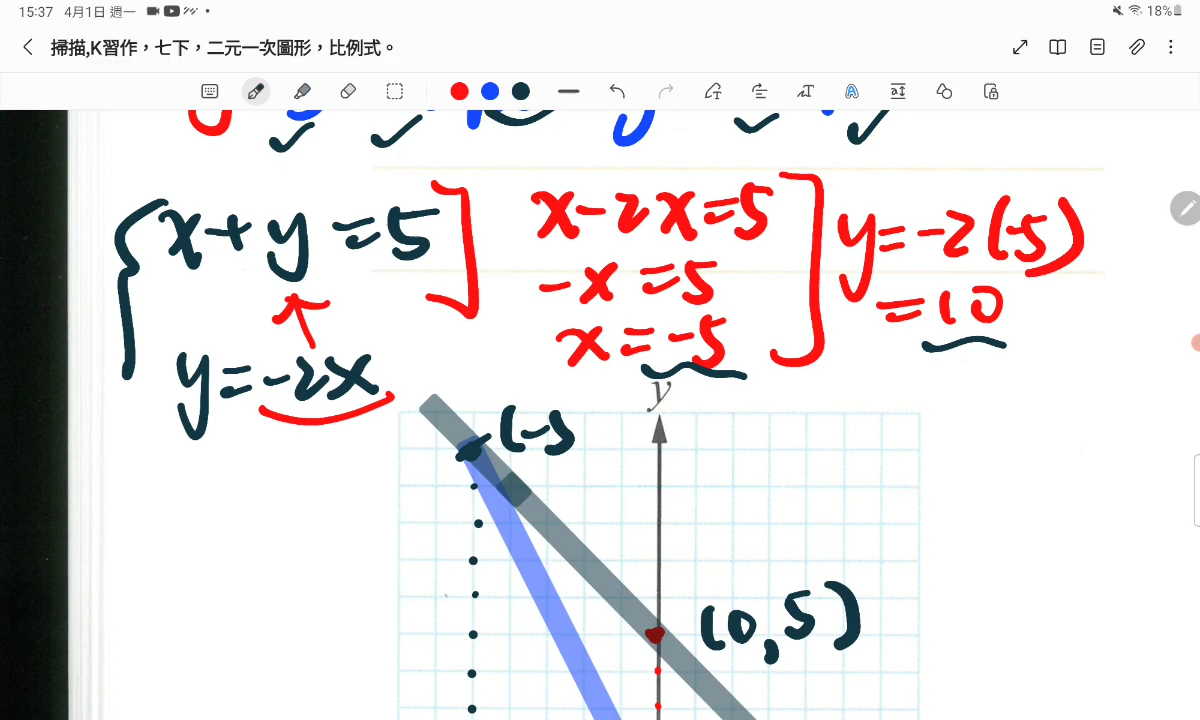 15:37 4月1日 週一
18%
掃描,K習作，七下，二元一次圖形，比例式。
x+y=5
y=-2x
x-2x=5
-x=5
x=-5
y=-2(-5)
=10
y
(-5
(0,5)